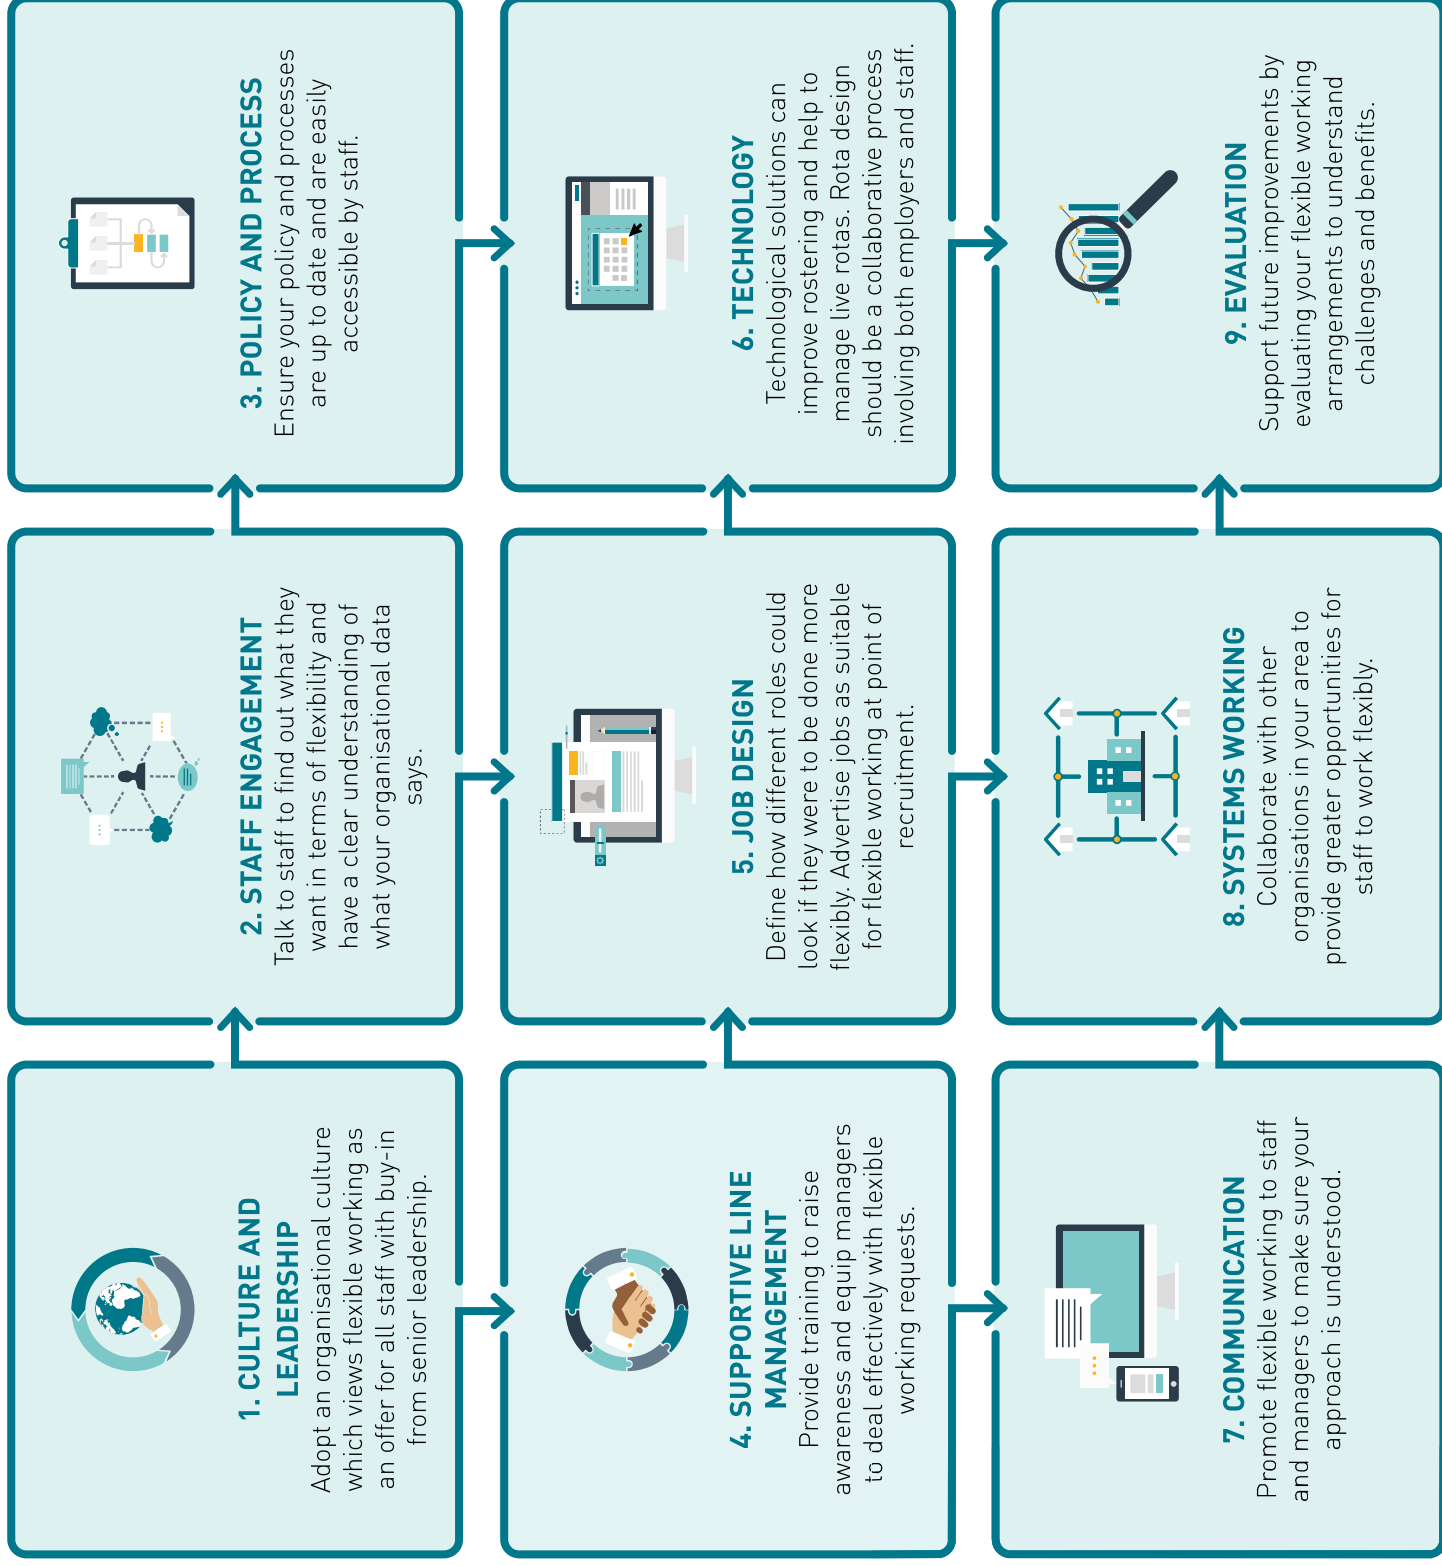 1. CULTURE AND
LEADERSHIP
Adopt an organisational culture
which views flexible working as
an offer for all staff with buy-in
from senior leadership.
2. STAFF ENGAGEMENT
Talk to staff to find out what they
want in terms of flexibility and
have a clear understanding of
what your organisational data
says.
3. POLICY AND PROCESS
Ensure your policy and processes
are up to date and are easily
accessible by staff.
4. SUPPORTIVE LINE
MANAGEMENT
Provide training to raise
awareness and equip managers
to deal effectively with flexible
working requests.
5. JOB DESIGN
Define how different roles could
look if they were to be done more
flexibly. Advertise jobs as suitable
for flexible working at point of
recruitment.
6. TECHNOLOGY
Technological solutions can
improve rostering and help to
manage live rotas. Rota design
should be a collaborative process
involving both employers and staff.
7. COMMUNICATION
Promote flexible working to staff
and managers to make sure your
approach is understood.
8. SYSTEMS WORKING
Collaborate with other
organisations in your area to
provide greater opportunities for
staff to work flexibly.
9. EVALUATION
Support future improvements by
evaluating your flexible working
arrangements to understand
challenges and benefits.